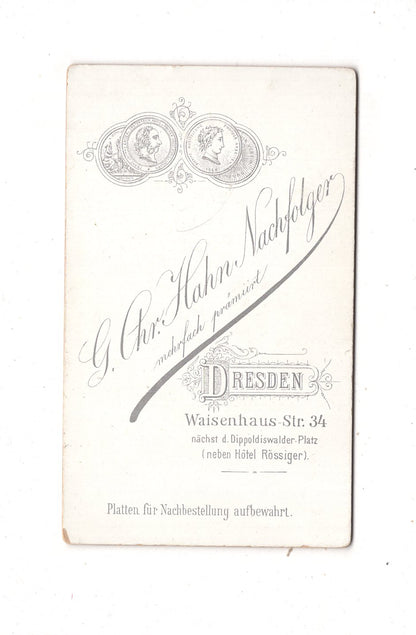 G. Chr. Hahn Nachfolger
mehrfach prämiirt
DRESDEN
Waisenhaus-Str. 34
nächst d. Dippoldiswalder-Platz
(neben Hôtel Rössiger).
Platten für Nachbestellung aufbewahrt.